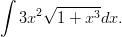 ∫ 3x²√(1 + x³) dx.